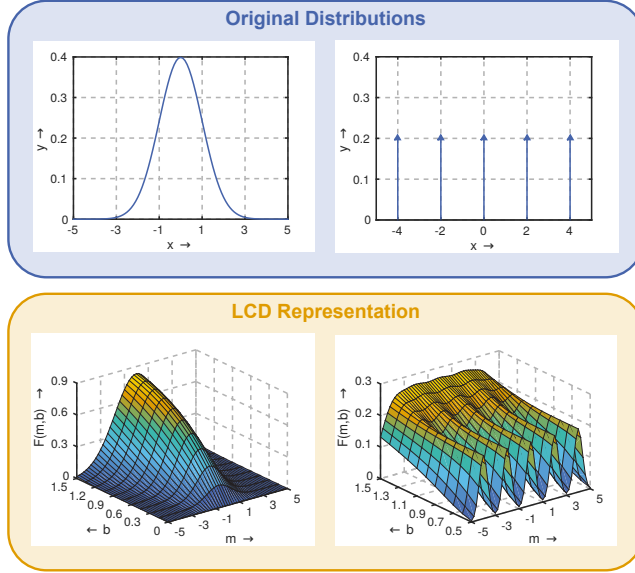 Original Distributions
0.4
0.3
0.2
0.1
0
y →
-5 -3 -1 1 3 5
x →
0.4
0.3
0.2
0.1
0
y →
-4 -2 0 2 4
x →
LCD Representation
0.9
0.6
0.3
0
F(m,b) →
1.5
1.2
0.9
0.6
0.3
0
← b
-5 -3 -1 1 3 5
m →
0.3
0.2
0.1
0
F(m,b) →
1.5
1.3
1.1
0.9
0.7
0.5
← b
-5 -3 -1 1 3 5
m →